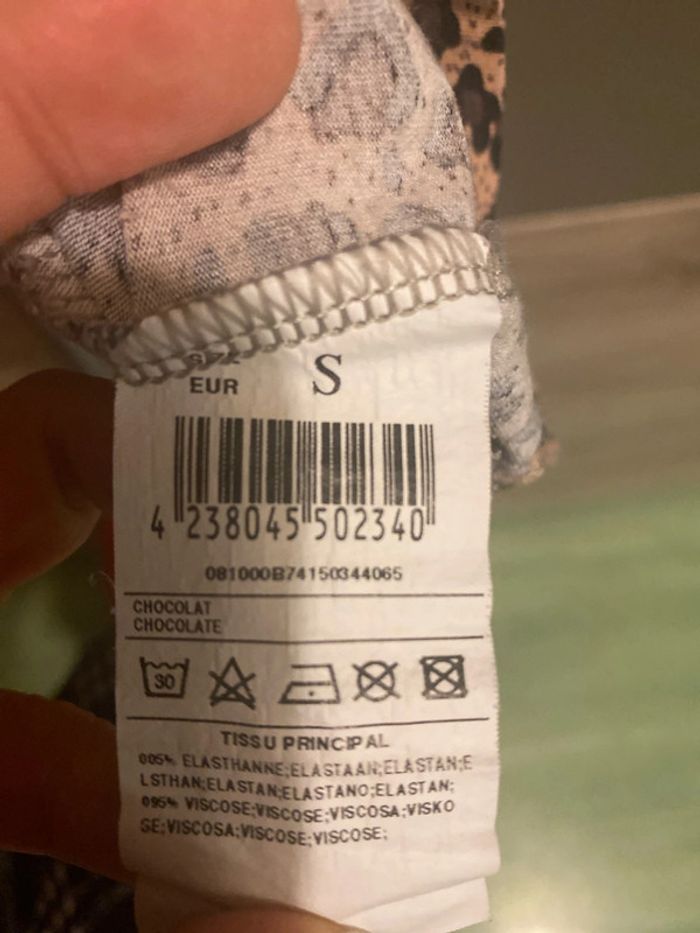 SIZE
EUR S
4 238045 502340
081000B74150344065
CHOCOLAT
CHOCOLATE
30
TISSU PRINCIPAL
005% ELASTHANNE;ELASTAAN;ELASTAN;E
LSTHAN;ELASTAN;ELASTANO;ELASTAN;
095% VISCOSE;VISCOSE;VISCOSA;VISKO
SE;VISCOSA;VISCOSE;VISCOSE;